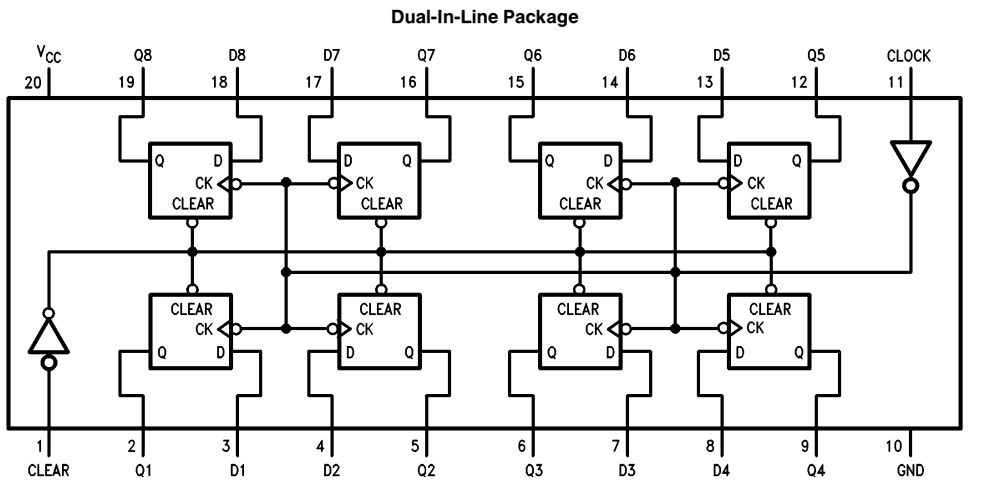 Dual-In-Line Package
VCC Q8 D8 D7 Q7 Q6 D6 D5 Q5 CLOCK
20 19 18 17 16 15 14 13 12 11
Q D D Q Q D D Q
CK CK CK CK
CLEAR CLEAR CLEAR CLEAR
CLEAR CLEAR CLEAR CLEAR
CK CK CK CK
Q D D Q Q D D Q
1 2 3 4 5 6 7 8 9 10
CLEAR Q1 D1 D2 Q2 Q3 D3 D4 Q4 GND